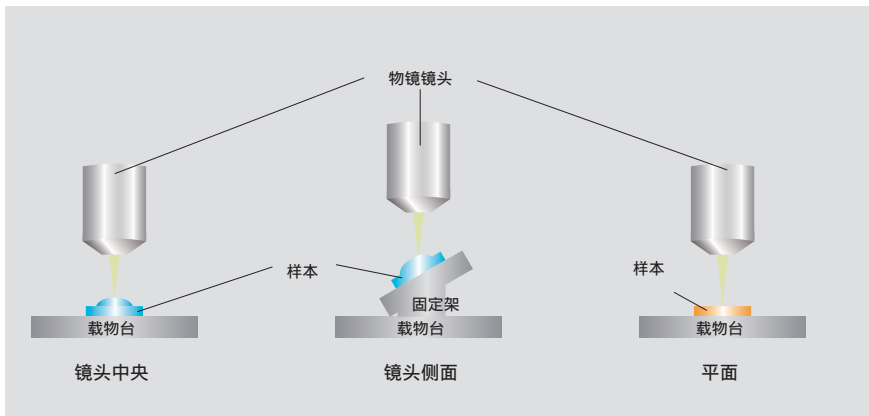 物镜镜头
样本
样本
固定架
载物台
载物台
载物台
镜头中央
镜头侧面
平面